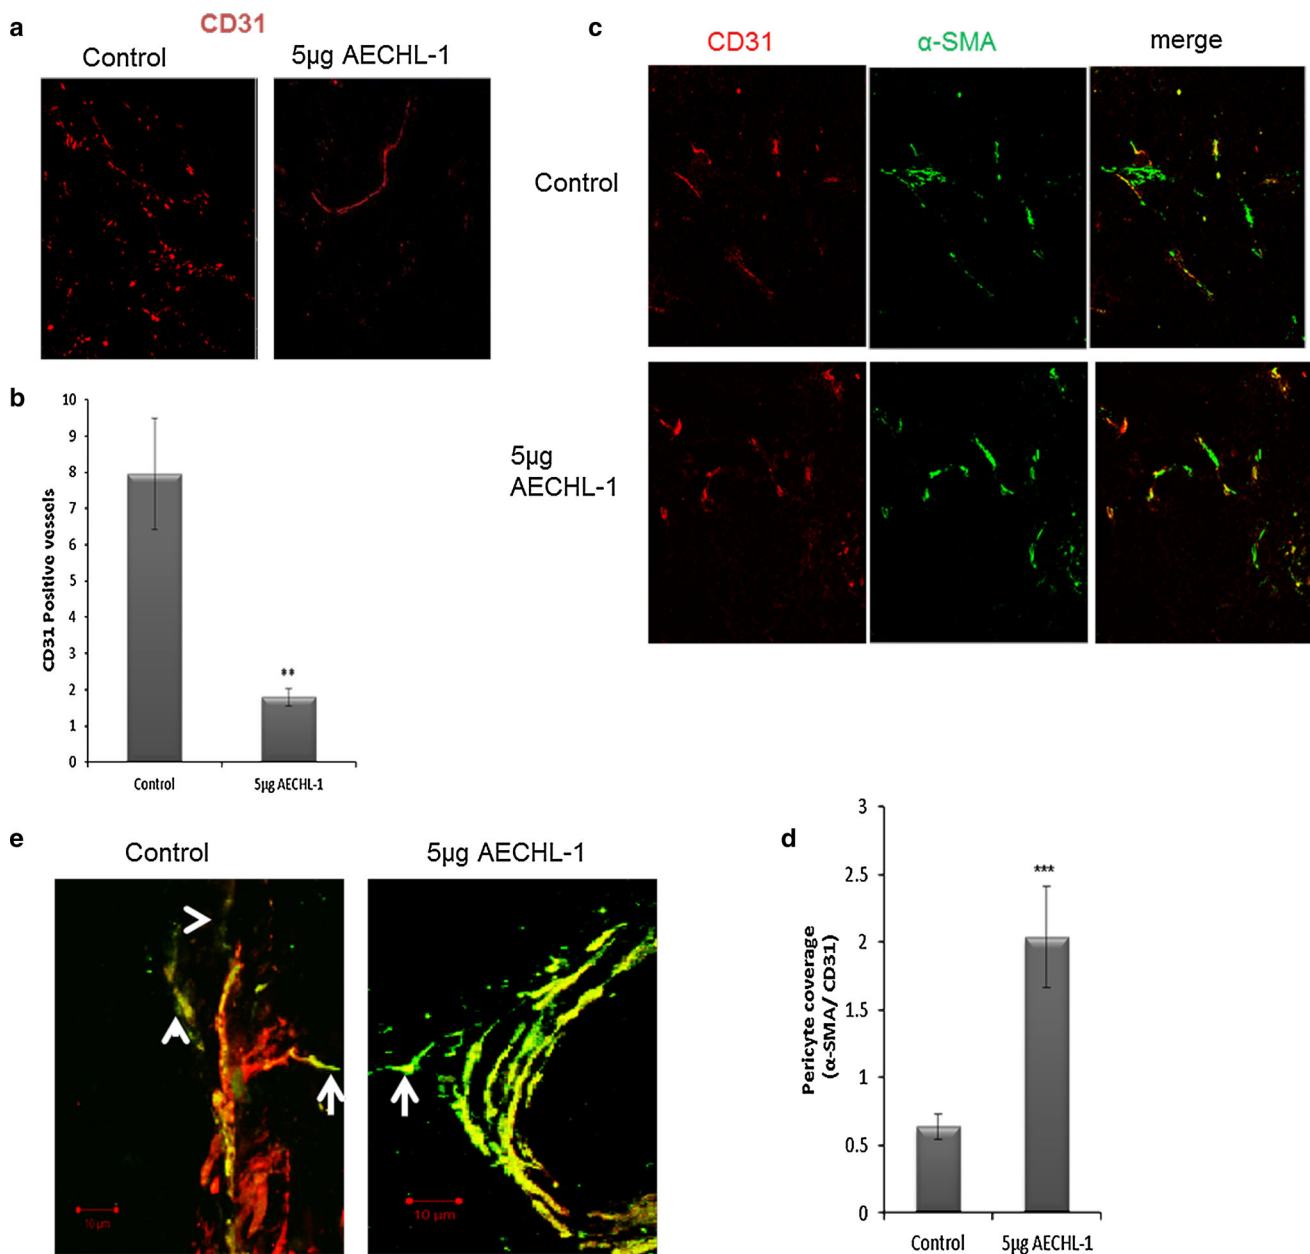 a
CD31
Control
5µg AECHL-1
c
CD31
α-SMA
merge
Control
5µg
AECHL-1
b
CD31 Positive vessels
10
9
8
7
6
5
4
3
2
1
0
**
Control
5µg AECHL-1
e
Control
5µg AECHL-1
10 µm
10 µm
d
Pericyte coverage
(α-SMA/ CD31)
3
2.5
2
1.5
1
0.5
0
***
Control
5µg AECHL-1